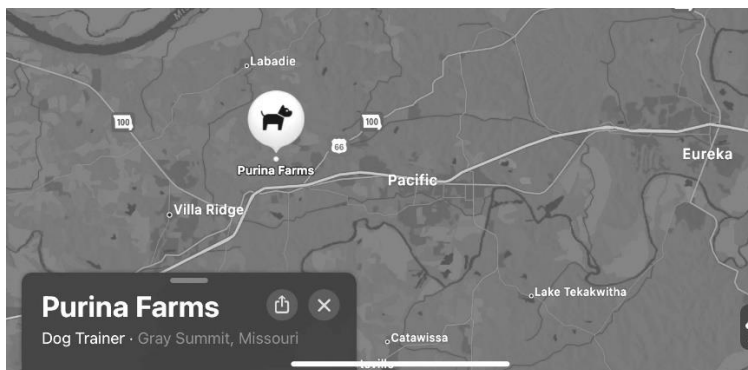 Labadie
100
100
66
Purina Farms
Pacific
Eureka
Villa Ridge
Purina Farms
Dog Trainer · Gray Summit, Missouri
Lake Tekakwitha
Catawissa